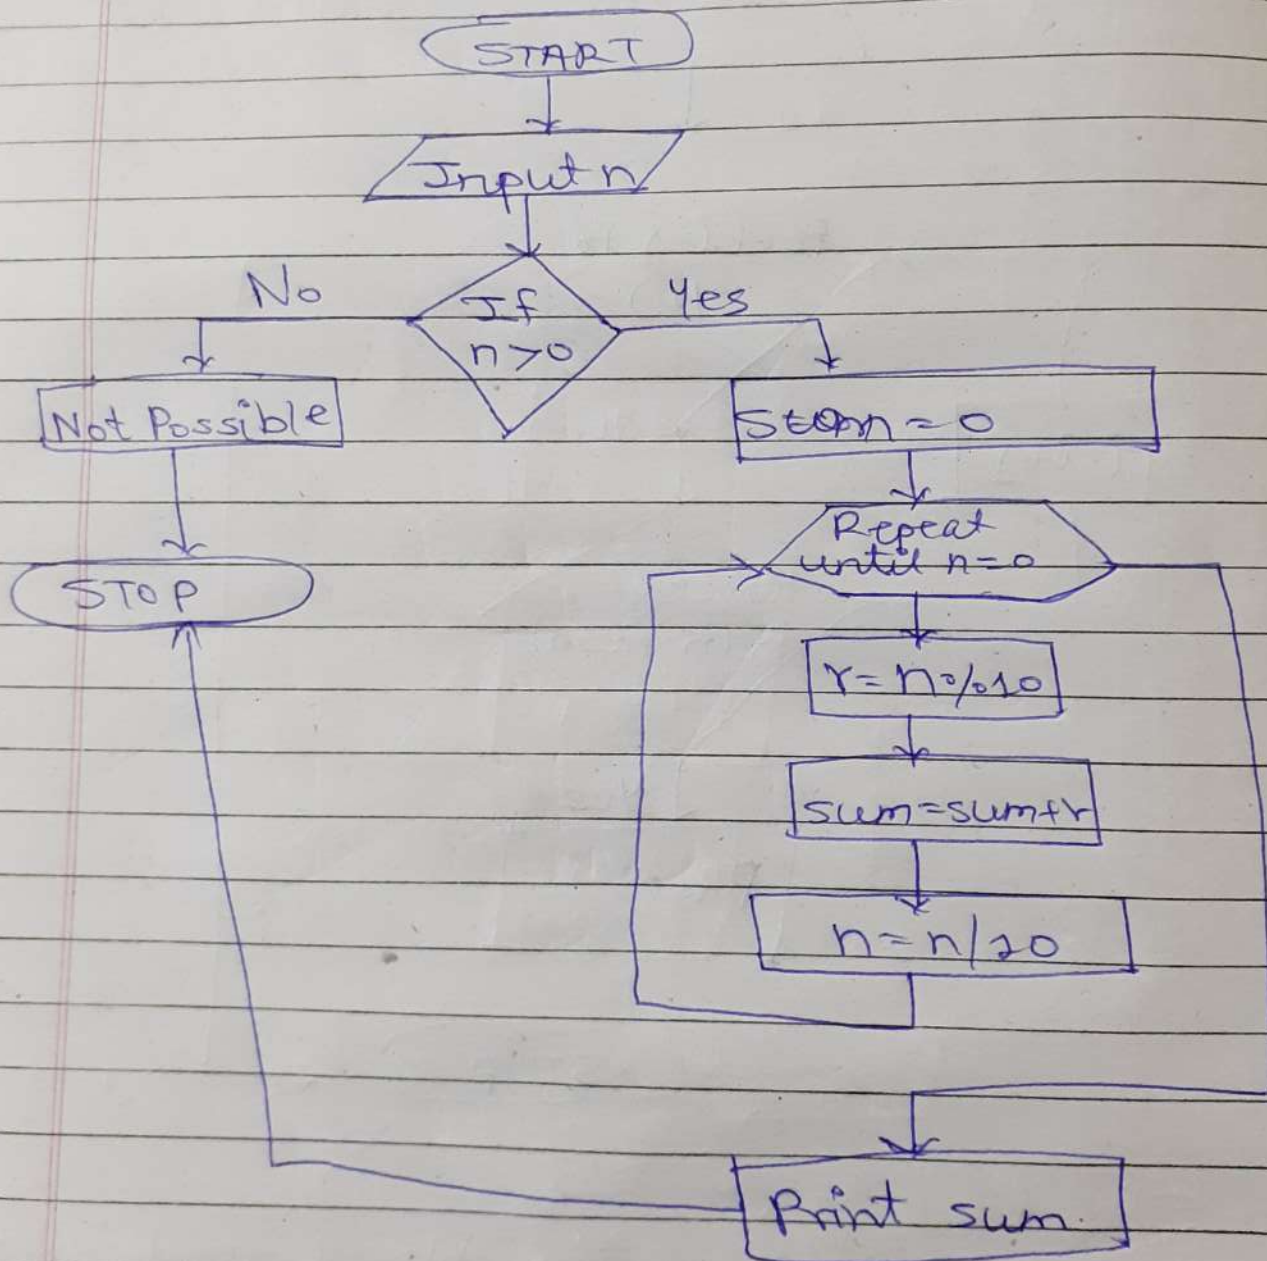 START
Input n
No
If
n>0
Yes
Not Possible
= 0
STOP
Repeat
until n=0
r=n%10
sum=sum+r
n=n/10
Print sum